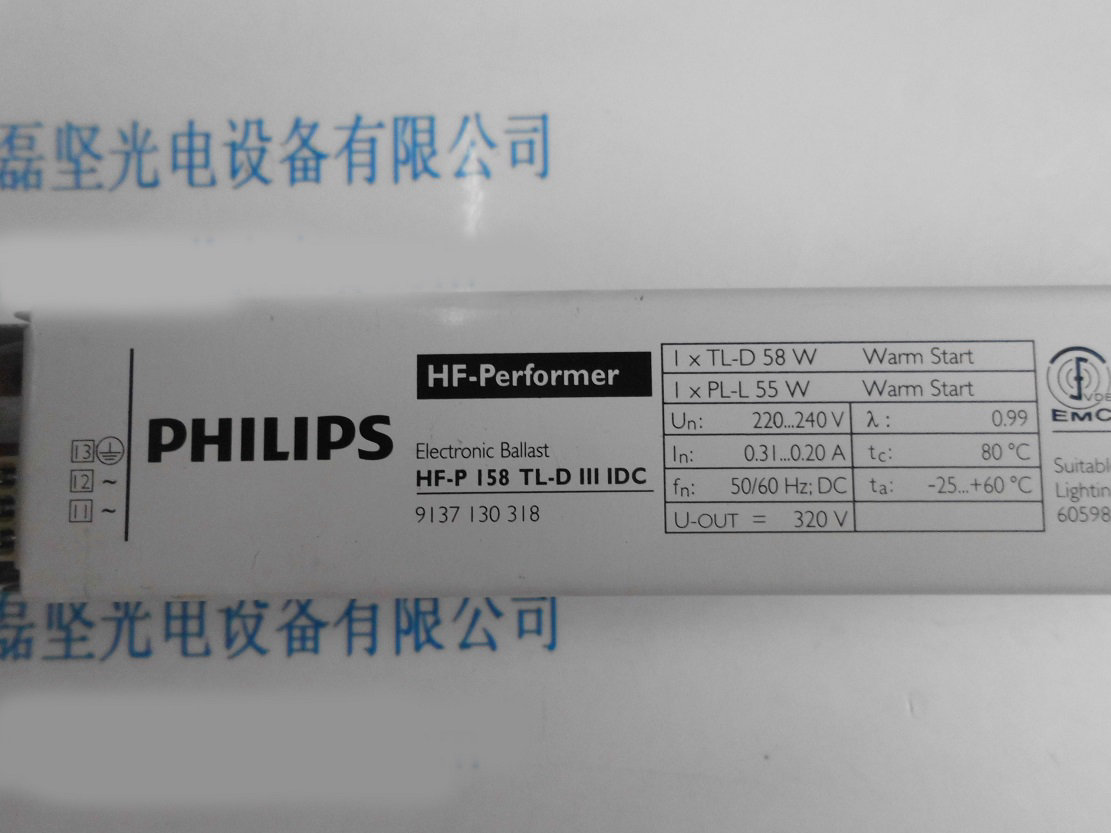 磊坚光电设备有限公司
HF-Performer
PHILIPS
Electronic Ballast
HF-P 158 TL-D III IDC
9137 130 318
13
12 ~
11 ~
1 x TL-D 58 W Warm Start
1 x PL-L 55 W Warm Start
Un: 220...240 V λ: 0.99
In: 0.31...0.20 A tc: 80 °C
fn: 50/60 Hz; DC ta: -25...+60 °C
U-OUT = 320 V
VDE
EMC
Suitabl
Lightin
60598
磊坚光电设备有限公司